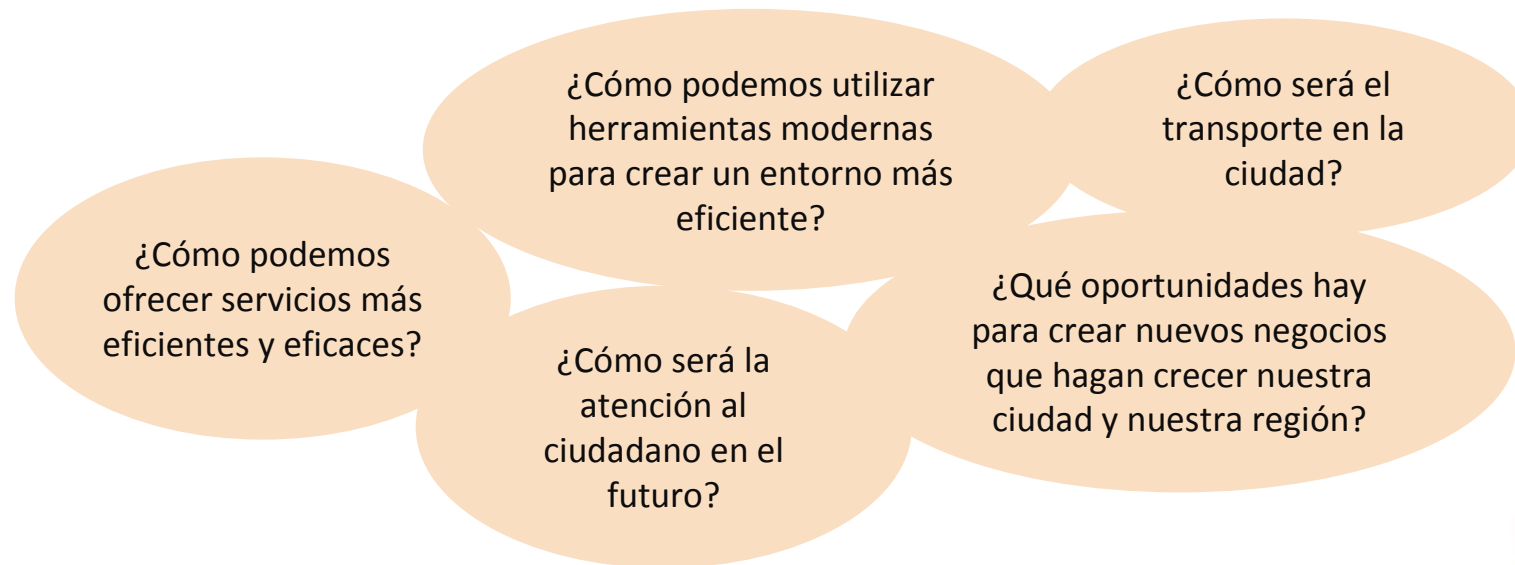 ¿Cómo podemos utilizar
herramientas modernas
para crear un entorno más
eficiente?
¿Cómo será el
transporte en la
ciudad?
¿Cómo podemos
ofrecer servicios más
eficientes y eficaces?
¿Cómo será la
atención al
ciudadano en el
futuro?
¿Qué oportunidades hay
para crear nuevos negocios
que hagan crecer nuestra
ciudad y nuestra región?